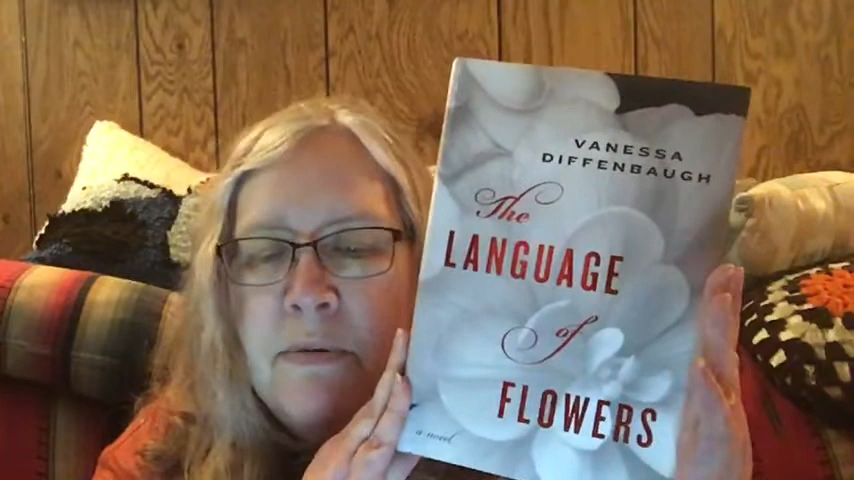 VANESSA
DIFFENBAUGH
The
LANGUAGE
of
FLOWERS
a novel